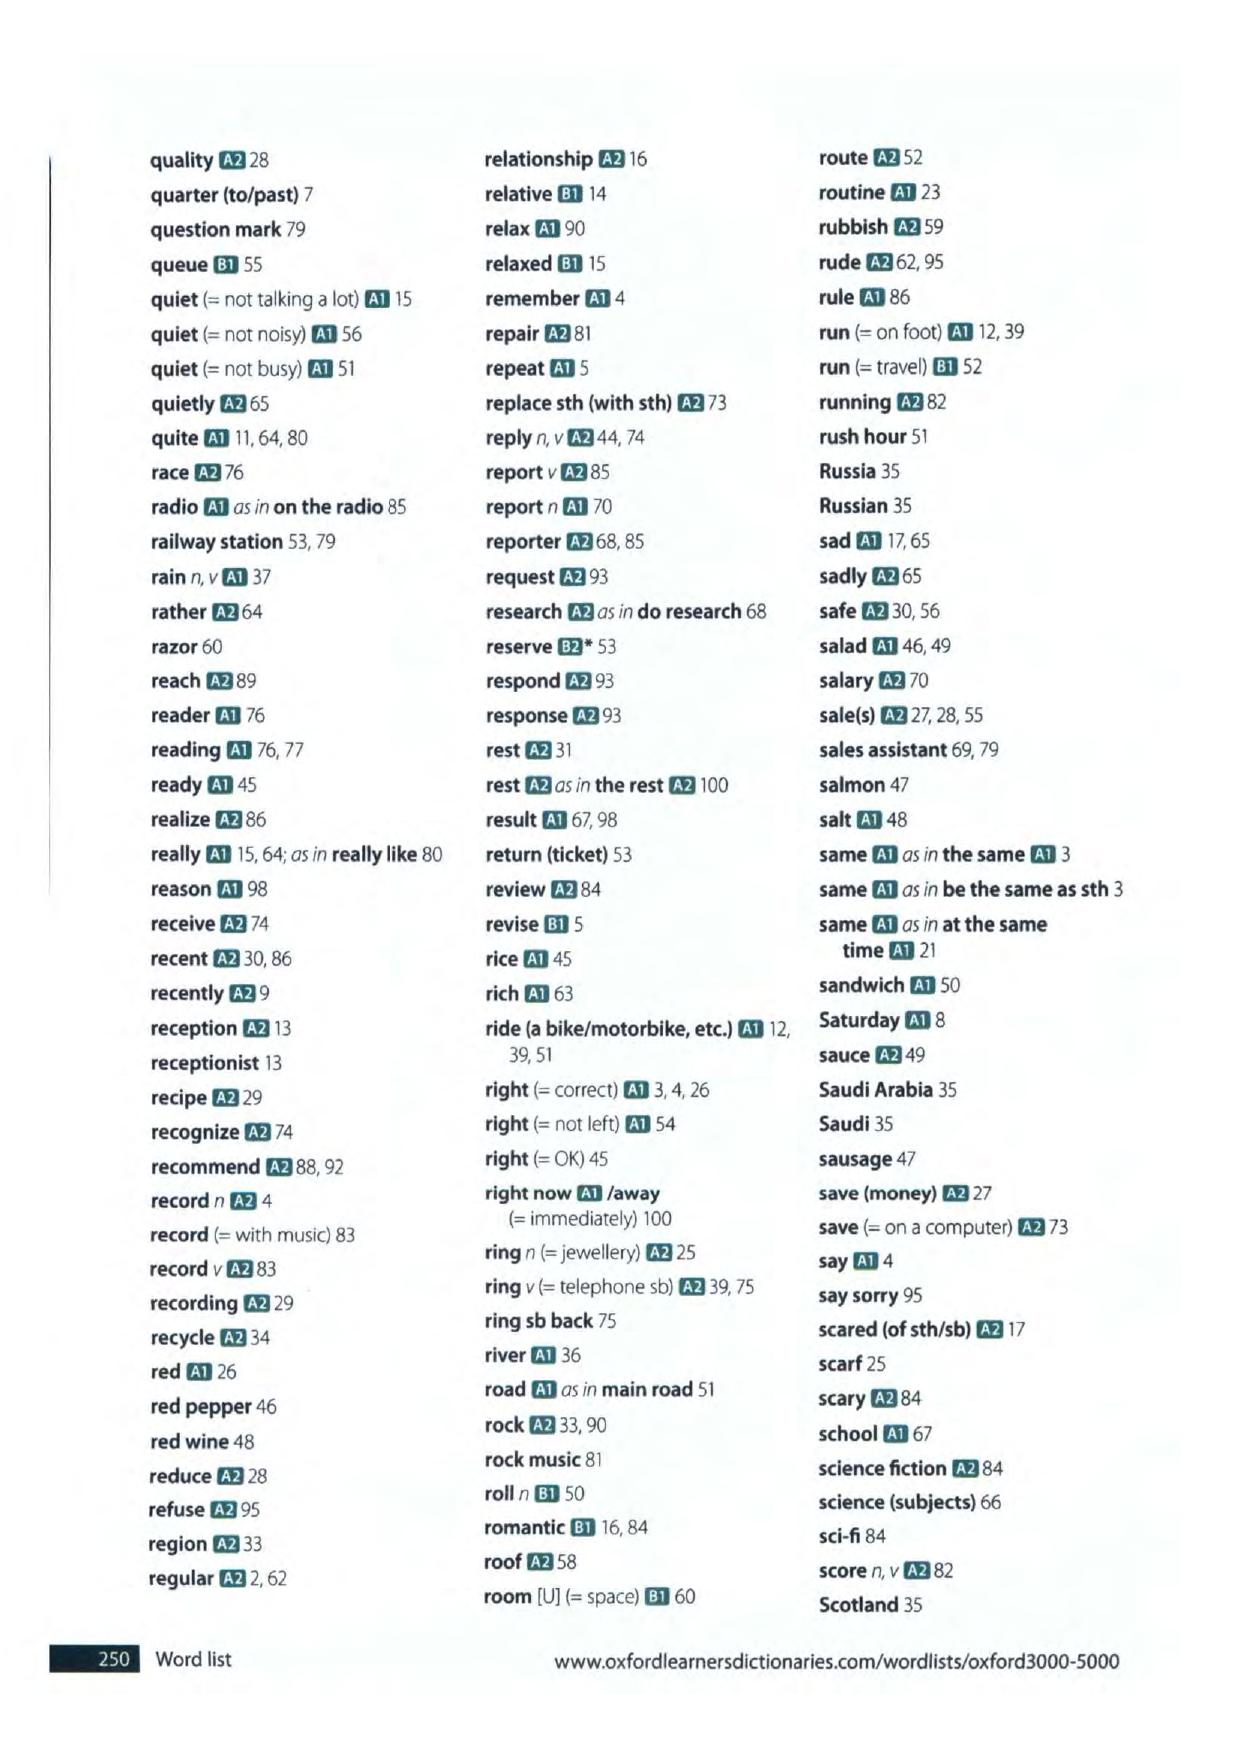 quality A2 28
quarter (to/past) 7
question mark 79
queue B1 55
quiet (= not talking a lot) A1 15
quiet (= not noisy) A1 56
quiet (= not busy) A1 51
quietly A2 65
quite A1 11, 64, 80
race A2 76
radio A1 as in on the radio 85
railway station 53, 79
rain n, v A1 37
rather A2 64
razor 60
reach A2 89
reader A1 76
reading A1 76, 77
ready A1 45
realize A2 86
really A1 15, 64; as in really like 80
reason A1 98
receive A2 74
recent A2 30, 86
recently A2 9
reception A2 13
receptionist 13
recipe A2 29
recognize A2 74
recommend A2 88, 92
record n A2 4
record (= with music) 83
record v A2 83
recording A2 29
recycle A2 34
red A1 26
red pepper 46
red wine 48
reduce A2 28
refuse A2 95
region A2 33
regular A2 2, 62
relationship A2 16
relative B1 14
relax A1 90
relaxed B1 15
remember A1 4
repair A2 81
repeat A1 5
replace sth (with sth) A2 73
reply n, v A2 44, 74
report v A2 85
report n A1 70
reporter A2 68, 85
request A2 93
research A2 as in do research 68
reserve B2* 53
respond A2 93
response A2 93
rest A2 31
rest A2 as in the rest A2 100
result A1 67, 98
return (ticket) 53
review A2 84
revise B1 5
rice A1 45
rich A1 63
ride (a bike/motorbike, etc.) A1 12,
39, 51
right (= correct) A1 3, 4, 26
right (= not left) A1 54
right (= OK) 45
right now A1 /away
(= immediately) 100
ring n (= jewellery) A2 25
ring v (= telephone sb) A2 39, 75
ring sb back 75
river A1 36
road A1 as in main road 51
rock A2 33, 90
rock music 81
roll n B1 50
romantic B1 16, 84
roof A2 58
room [U] (= space) B1 60
route A2 52
routine A1 23
rubbish A2 59
rude A2 62, 95
rule A1 86
run (= on foot) A1 12, 39
run (= travel) B1 52
running A2 82
rush hour 51
Russia 35
Russian 35
sad A1 17, 65
sadly A2 65
safe A2 30, 56
salad A1 46, 49
salary A2 70
sale(s) A2 27, 28, 55
sales assistant 69, 79
salmon 47
salt A1 48
same A1 as in the same A1 3
same A1 as in be the same as sth 3
same A1 as in at the same
time A1 21
sandwich A1 50
Saturday A1 8
sauce A2 49
Saudi Arabia 35
Saudi 35
sausage 47
save (money) A2 27
save (= on a computer) A2 73
say A1 4
say sorry 95
scared (of sth/sb) A2 17
scarf 25
scary A2 84
school A1 67
science fiction A2 84
science (subjects) 66
sci-fi 84
score n, v A2 82
Scotland 35
250 Word list
www.oxfordlearnersdictionaries.com/wordlists/oxford3000-5000